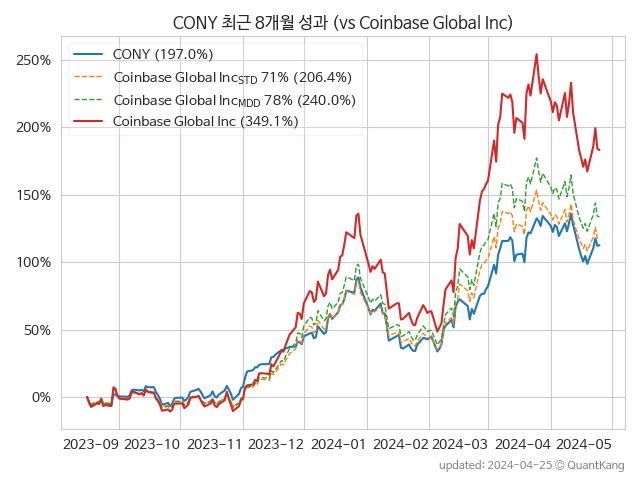 CONY 최근 8개월 성과 (vs Coinbase Global Inc)
CONY (197.0%)
Coinbase Global Inc_STD 71% (206.4%)
Coinbase Global Inc_MDD 78% (240.0%)
Coinbase Global Inc (349.1%)
250%
200%
150%
100%
50%
0%
2023-09 2023-10 2023-11 2023-12 2024-01 2024-02 2024-03 2024-04 2024-05
updated: 2024-04-25 © QuantKang